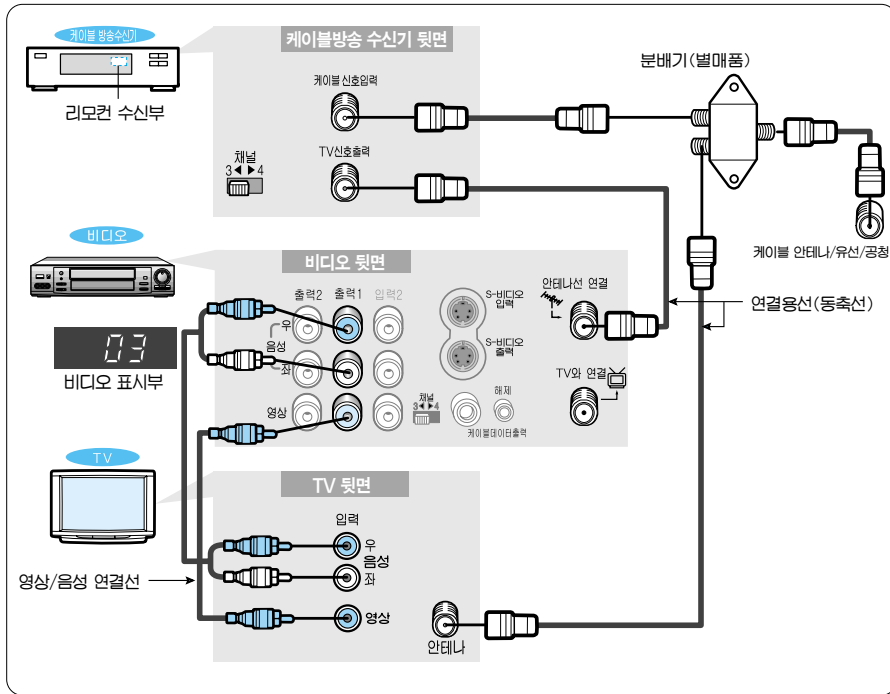 케이블 방송수신기
리모컨 수신부
케이블방송 수신기 뒷면
케이블 신호입력
TV신호출력
채널
3◀ ▶4
분배기(별매품)
케이블 안테나/유선/공청
연결용선(동축선)
비디오
03
비디오 표시부
비디오 뒷면
출력2 출력1 입력2
우
음성
좌
영상
S-비디오
입력
S-비디오
출력
채널
3◀ ▶4
해제
케이블데이터출력
안테나선 연결
TV와 연결
TV
영상/음성 연결선
TV 뒷면
입력
우
음성
좌
영상
안테나